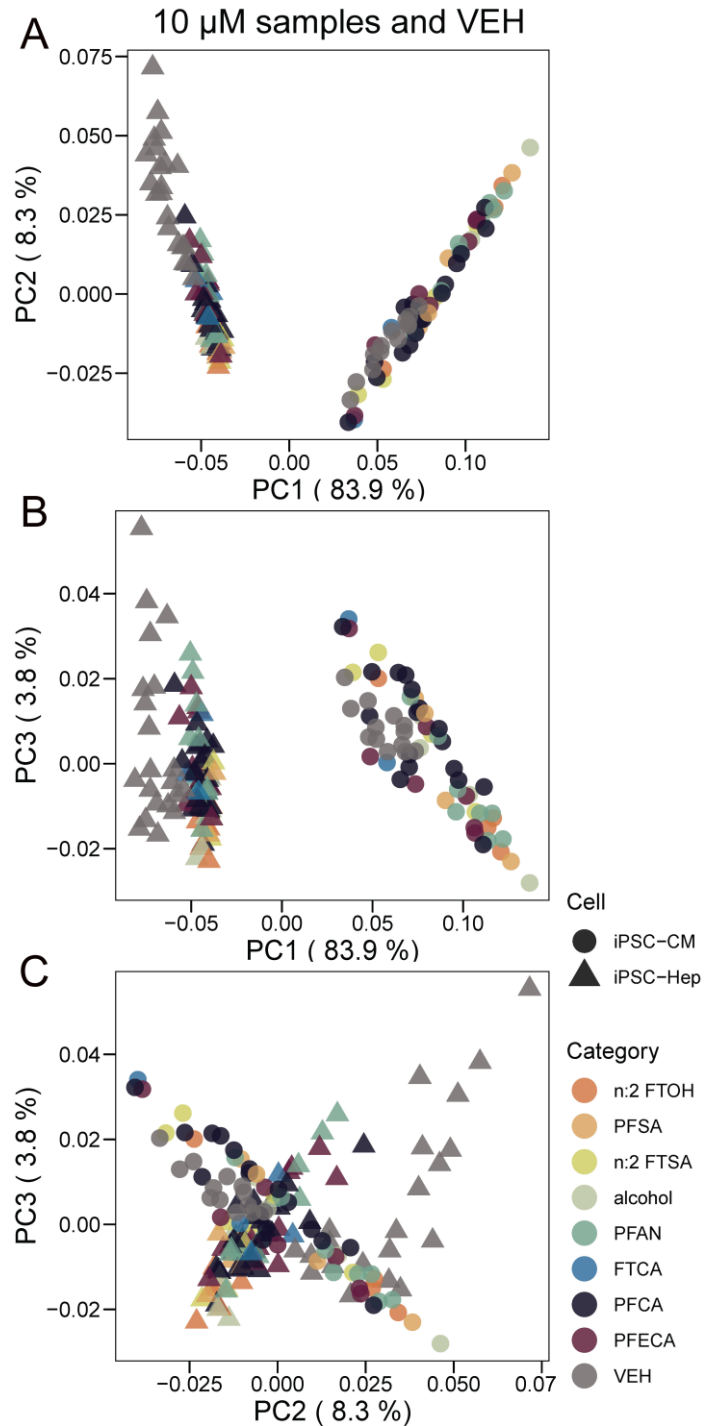 10 µM samples and VEH
A
0.075
0.050
0.025
0.000
−0.025
PC2 ( 8.3 %)
−0.05 0.00 0.05 0.10
PC1 ( 83.9 %)
B
0.04
0.02
0.00
−0.02
PC3 ( 3.8 %)
−0.05 0.00 0.05 0.10
PC1 ( 83.9 %)
C
0.04
0.02
0.00
−0.02
PC3 ( 3.8 %)
−0.025 0.000 0.025 0.050 0.07
PC2 ( 8.3 %)
Cell
iPSC−CM
iPSC−Hep
Category
n:2 FTOH
PFSA
n:2 FTSA
alcohol
PFAN
FTCA
PFCA
PFECA
VEH